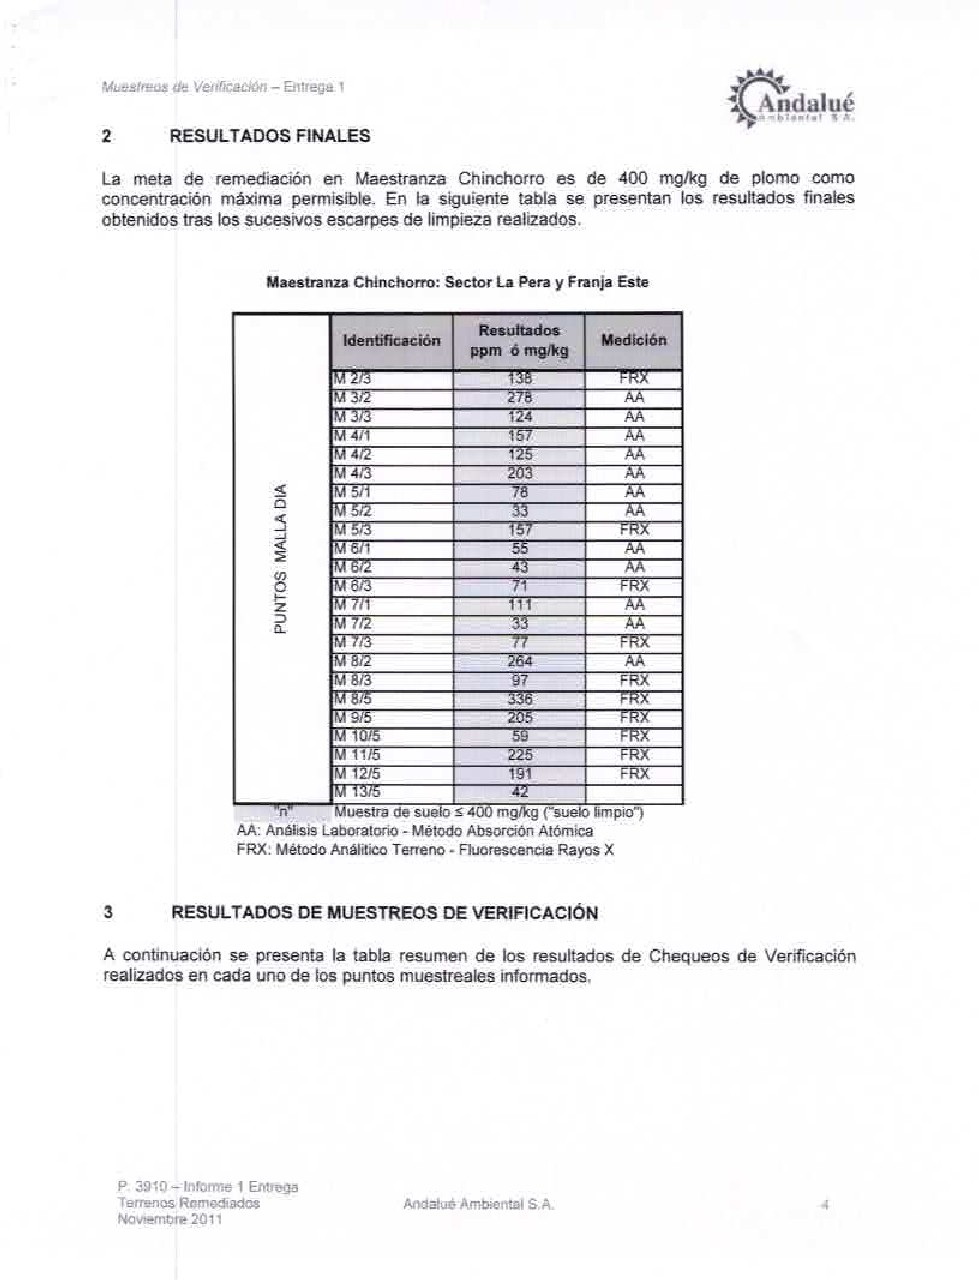 Muestreos de Verificación – Entrega 1
Andalué
Ambiental S.A.
2 RESULTADOS FINALES
La meta de remediación en Maestranza Chinchorro es de 400 mg/kg de plomo como
concentración máxima permisible. En la siguiente tabla se presentan los resultados finales
obtenidos tras los sucesivos escarpes de limpieza realizados.
Maestranza Chinchorro: Sector La Pera y Franja Este
Identificación Resultados ppm ó mg/kg Medición
PUNTOS MALLA DIA
M 2/3 138 FRX
M 3/2 278 AA
M 3/3 124 AA
M 4/1 157 AA
M 4/2 125 AA
M 4/3 203 AA
M 5/1 78 AA
M 5/2 33 AA
M 5/3 157 FRX
M 6/1 55 AA
M 6/2 43 AA
M 6/3 71 FRX
M 7/1 111 AA
M 7/2 33 AA
M 7/3 77 FRX
M 8/2 264 AA
M 8/3 97 FRX
M 8/5 336 FRX
M 9/5 205 FRX
M 10/5 59 FRX
M 11/5 225 FRX
M 12/5 191 FRX
M 13/5 42
"n" Muestra de suelo ≤ 400 mg/kg ("suelo limpio")
AA: Análisis Laboratorio - Método Absorción Atómica
FRX: Método Análitico Terreno - Fluorescencia Rayos X
3 RESULTADOS DE MUESTREOS DE VERIFICACIÓN
A continuación se presenta la tabla resumen de los resultados de Chequeos de Verificación
realizados en cada uno de los puntos muestreales informados.
P. 3910 – Informe 1 Entrega
Terrenos Remediados
Noviembre 2011
Andalué Ambiental S.A.
4